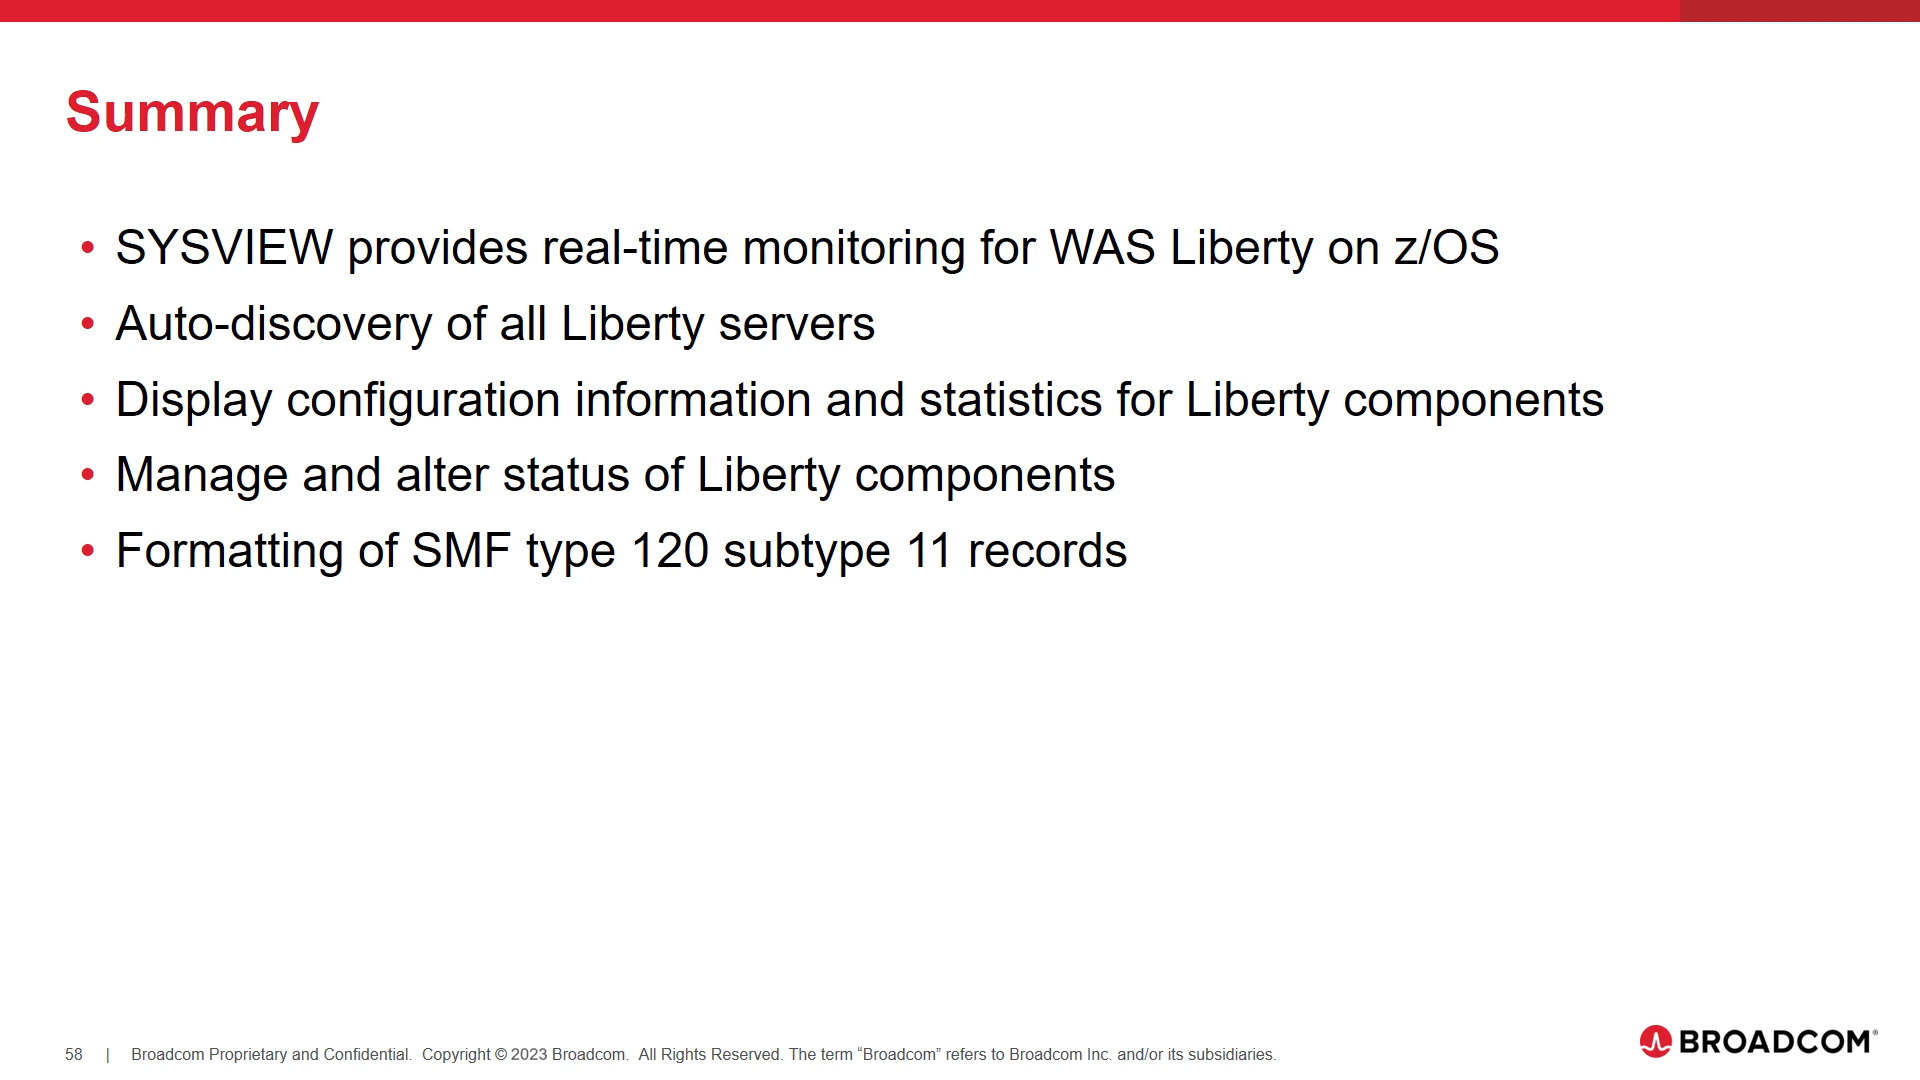 Summary
• SYSVIEW provides real-time monitoring for WAS Liberty on z/OS
• Auto-discovery of all Liberty servers
• Display configuration information and statistics for Liberty components
• Manage and alter status of Liberty components
• Formatting of SMF type 120 subtype 11 records
58 | Broadcom Proprietary and Confidential. Copyright © 2023 Broadcom. All Rights Reserved. The term “Broadcom” refers to Broadcom Inc. and/or its subsidiaries.
BROADCOM®